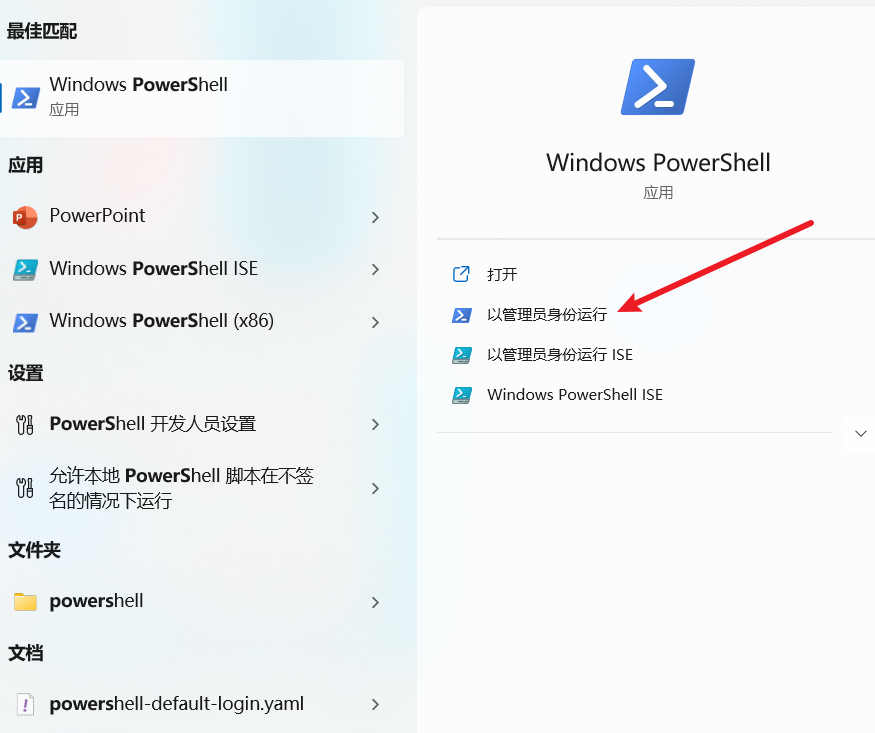 最佳匹配
Windows PowerShell
应用
应用
PowerPoint
Windows PowerShell ISE
Windows PowerShell (x86)
设置
PowerShell 开发人员设置
允许本地 PowerShell 脚本在不签
名的情况下运行
文件夹
powershell
文档
powershell-default-login.yaml
Windows PowerShell
应用
打开
以管理员身份运行
以管理员身份运行 ISE
Windows PowerShell ISE